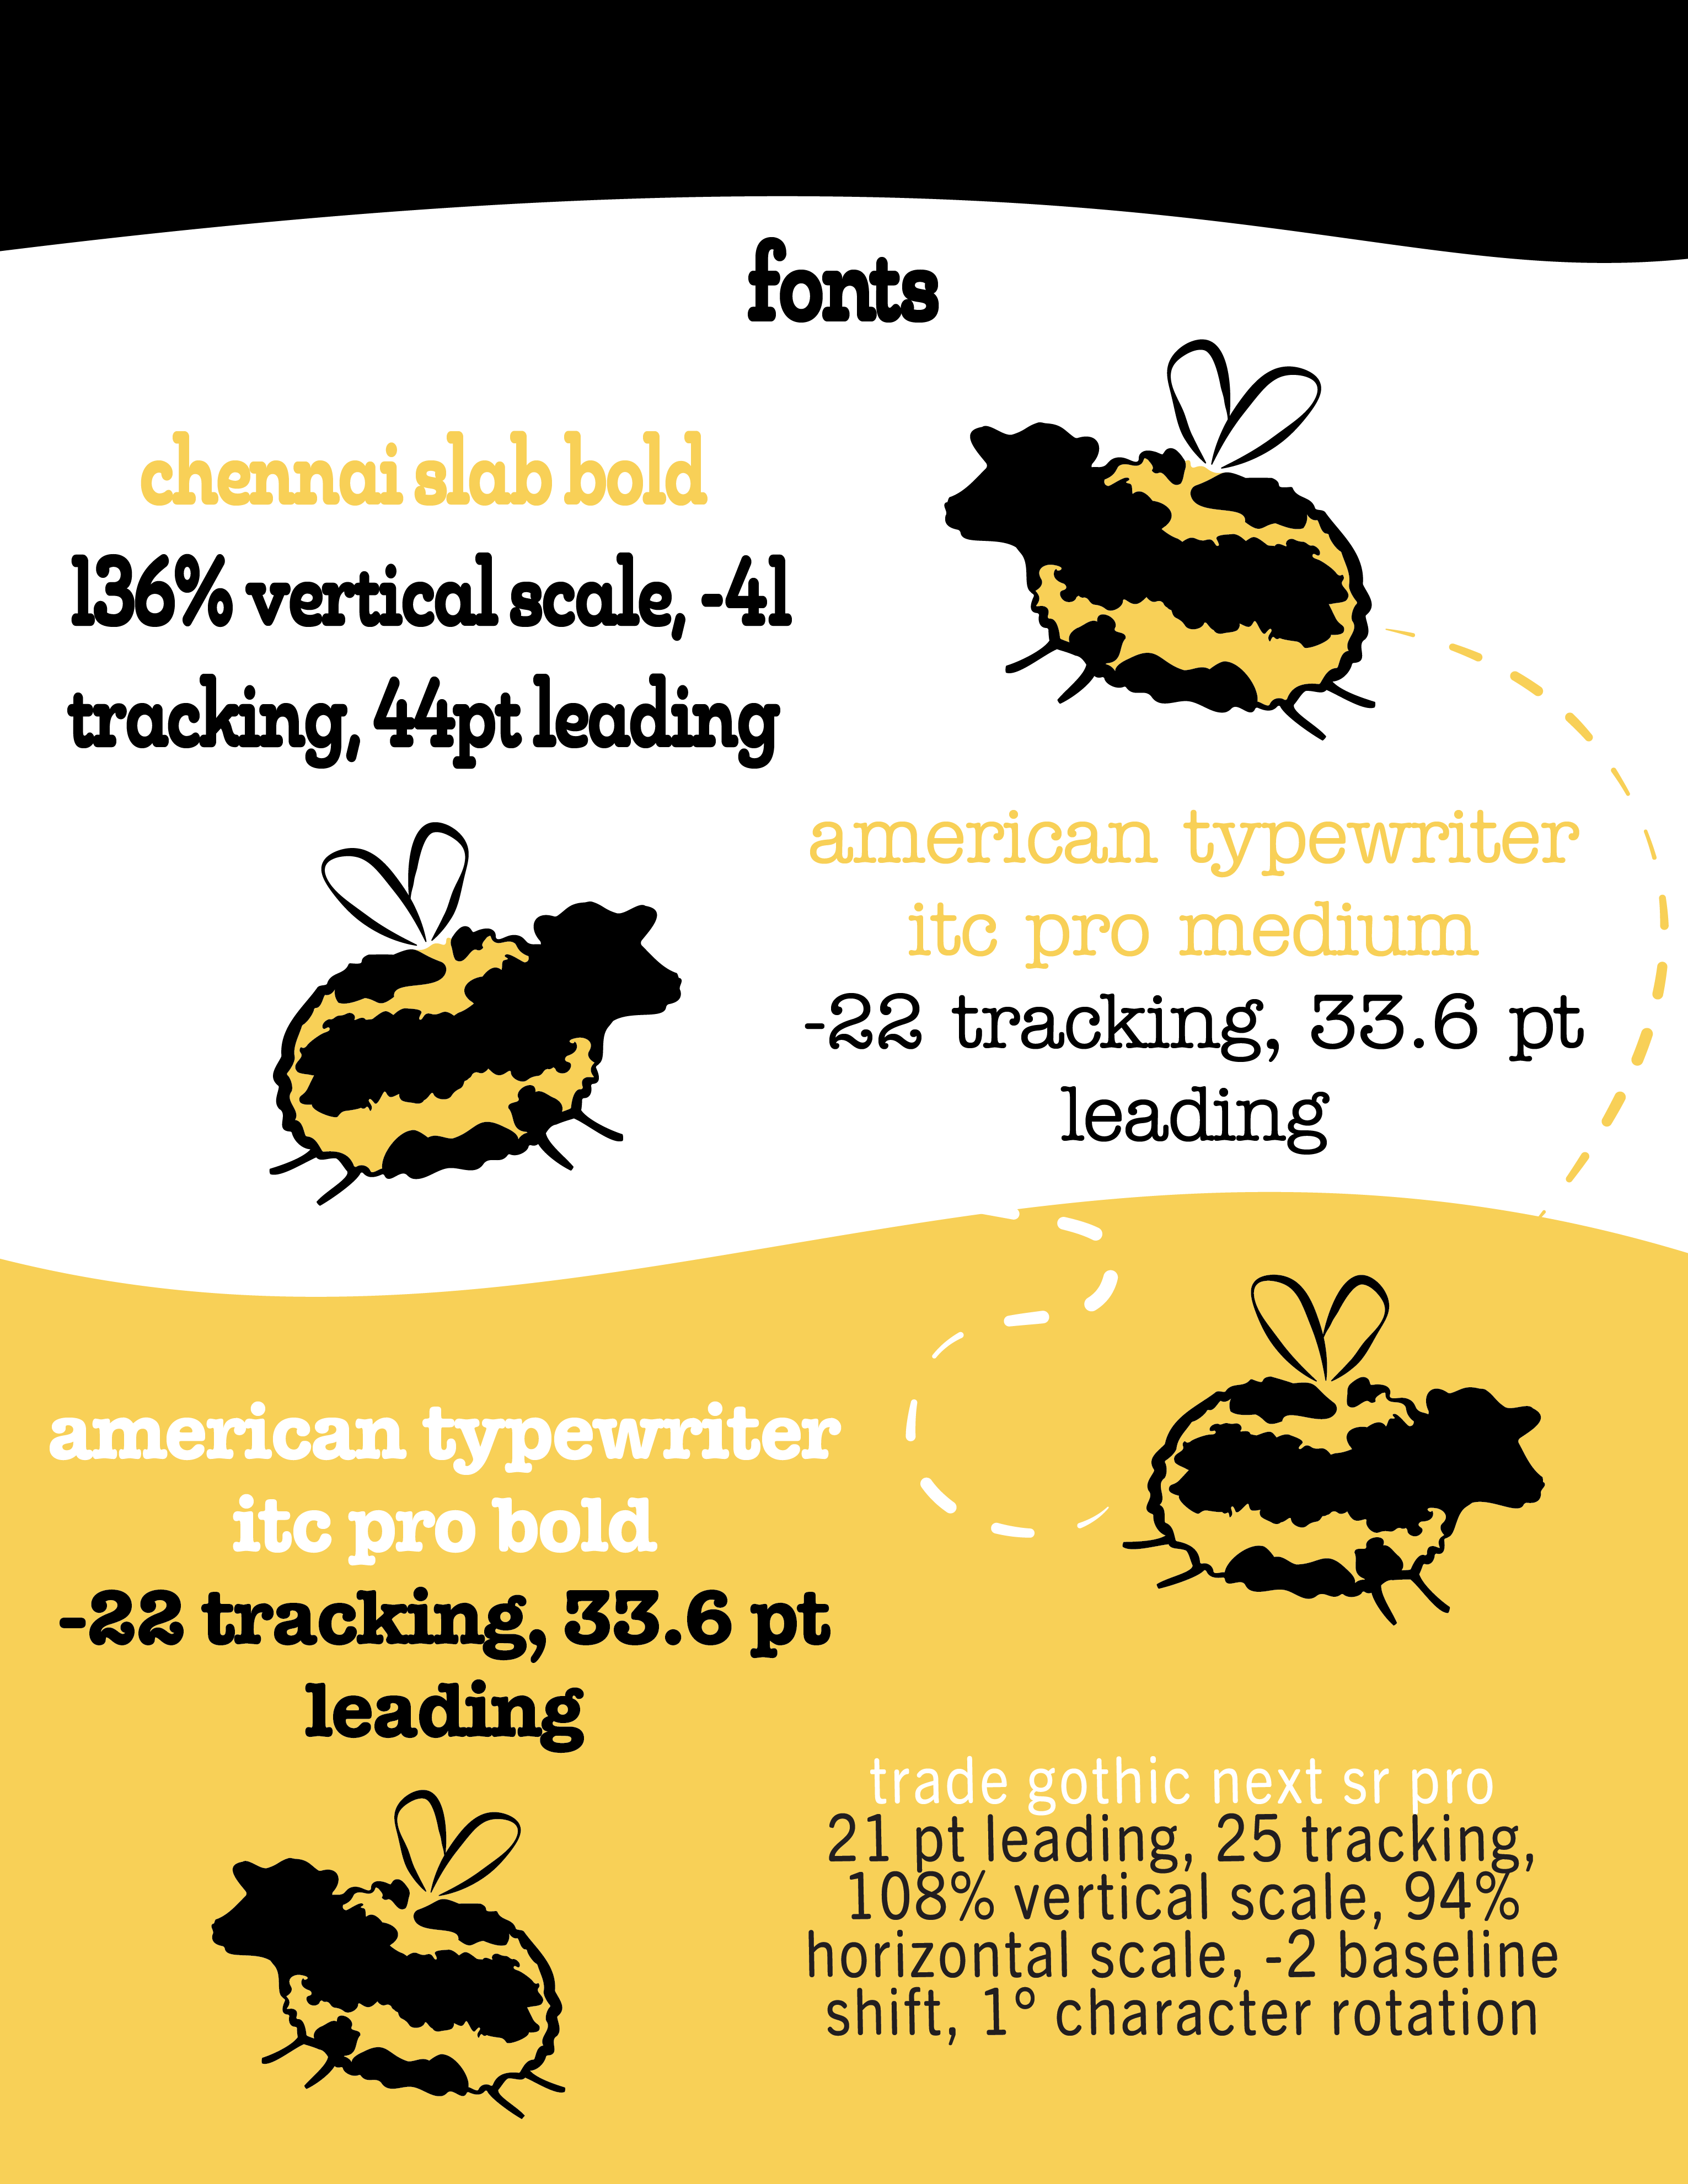 fonts
chennai slab bold
136% vertical scale, -41
tracking, 44pt leading
american typewriter
itc pro medium
-22 tracking, 33.6 pt
leading
american typewriter
itc pro bold
-22 tracking, 33.6 pt
leading
trade gothic next sr pro
21 pt leading, 25 tracking,
108% vertical scale, 94%
horizontal scale, -2 baseline
shift, 1º character rotation